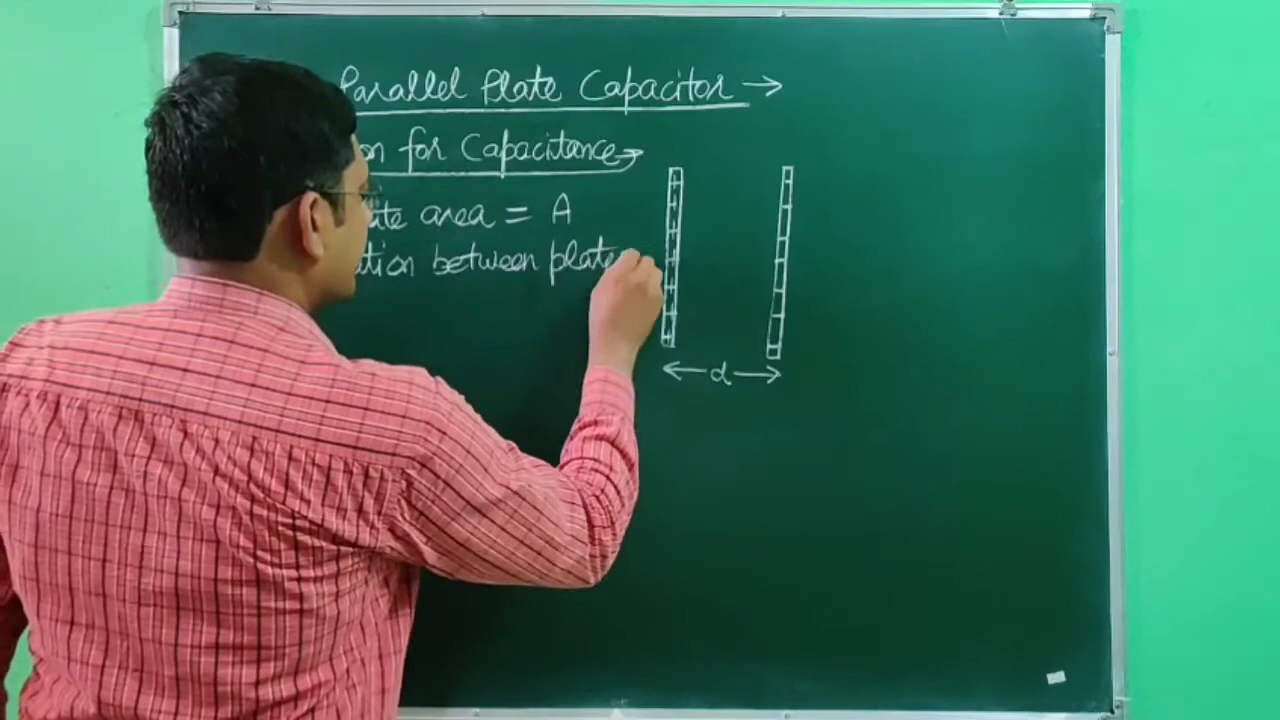 Parallel Plate Capacitor →
on for Capacitance →
ate area = A
ation between plate
← d →